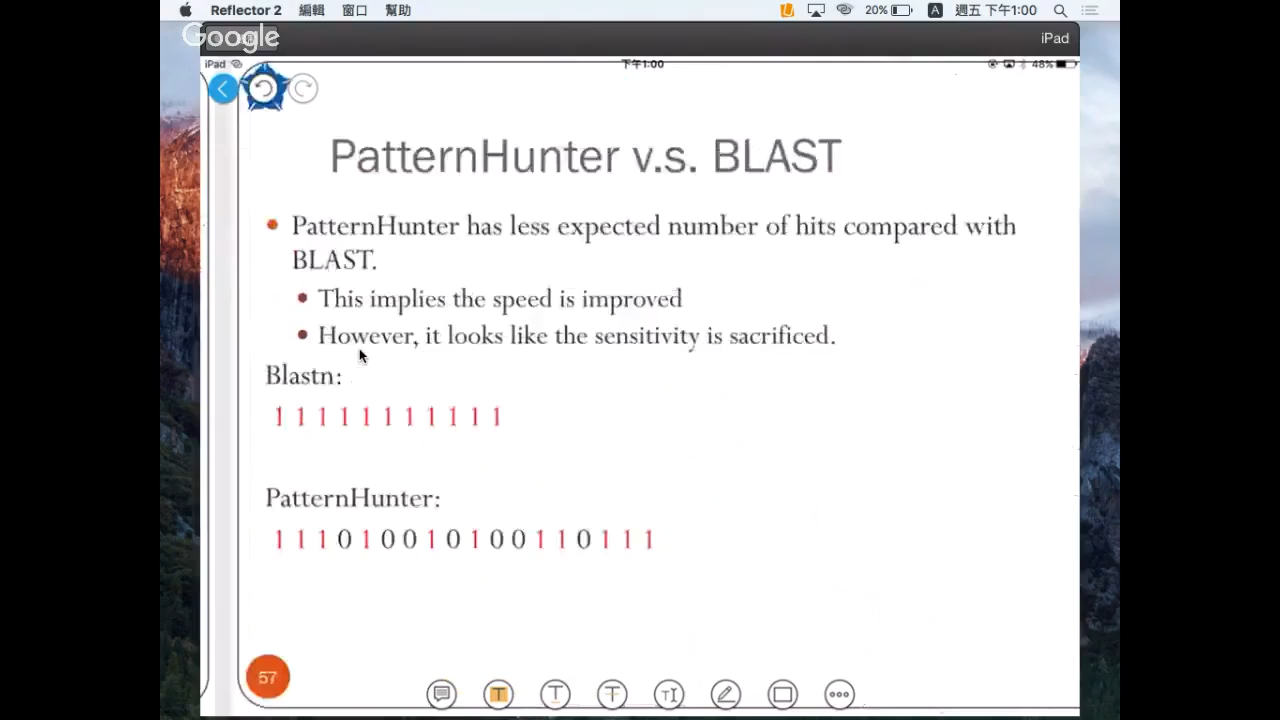 Reflector 2 編輯 窗口 幫助 20% A 週五 下午1:00
Google
iPad
iPad 下午1:00 48%
PatternHunter v.s. BLAST
PatternHunter has less expected number of hits compared with
BLAST.
This implies the speed is improved
However, it looks like the sensitivity is sacrificed.
Blastn:
1 1 1 1 1 1 1 1 1 1 1
PatternHunter:
1 1 1 0 1 0 0 1 0 1 0 0 1 1 0 1 1 1
57
T T T TI